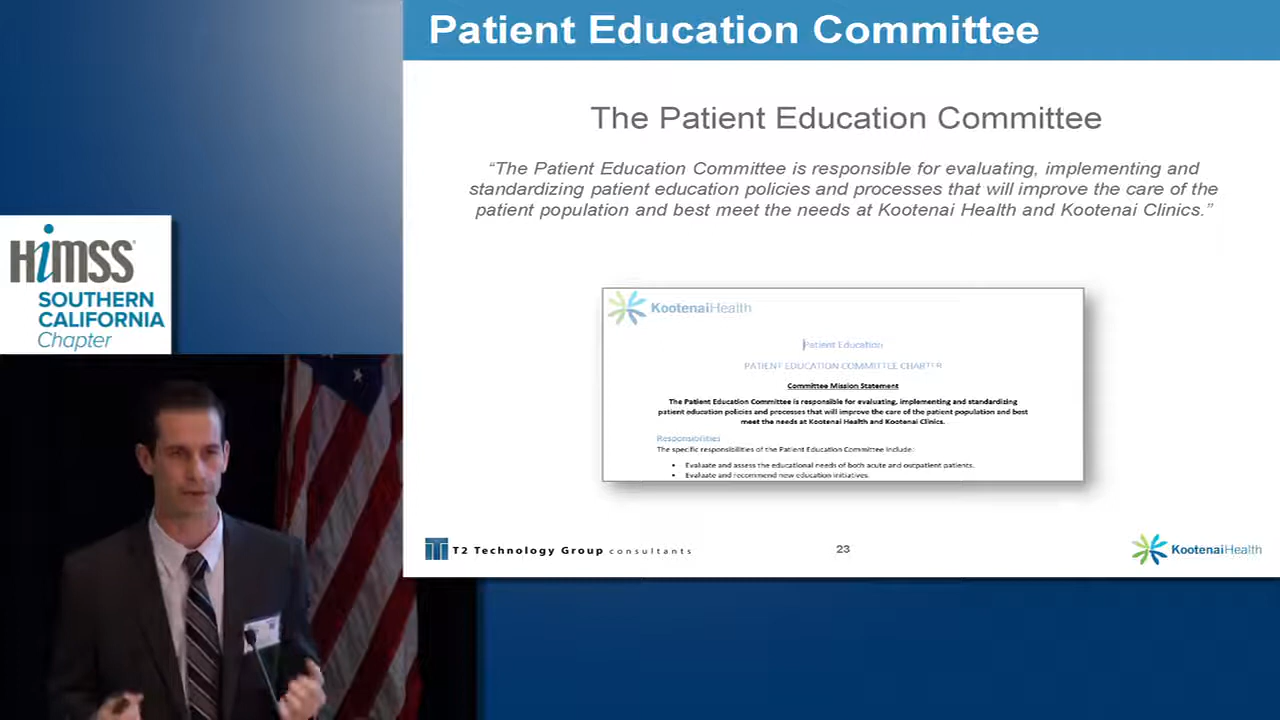 Patient Education Committee
The Patient Education Committee
“The Patient Education Committee is responsible for evaluating, implementing and
standardizing patient education policies and processes that will improve the care of the
patient population and best meet the needs at Kootenai Health and Kootenai Clinics.”
HiMSS
SOUTHERN
CALIFORNIA
Chapter
KootenaiHealth
Patient Education
PATIENT EDUCATION COMMITTEE CHARTER
Committee Mission Statement
The Patient Education Committee is responsible for evaluating, implementing and standardizing
patient education policies and processes that will improve the care of the patient population and best
meet the needs at Kootenai Health and Kootenai Clinics.
Responsibilities
The specific responsibilities of the Patient Education Committee include:
• Evaluate and assess the educational needs of both acute and outpatient patients.
• Evaluate and recommend new education initiatives.
T2 Technology Group consultants
23
KootenaiHealth